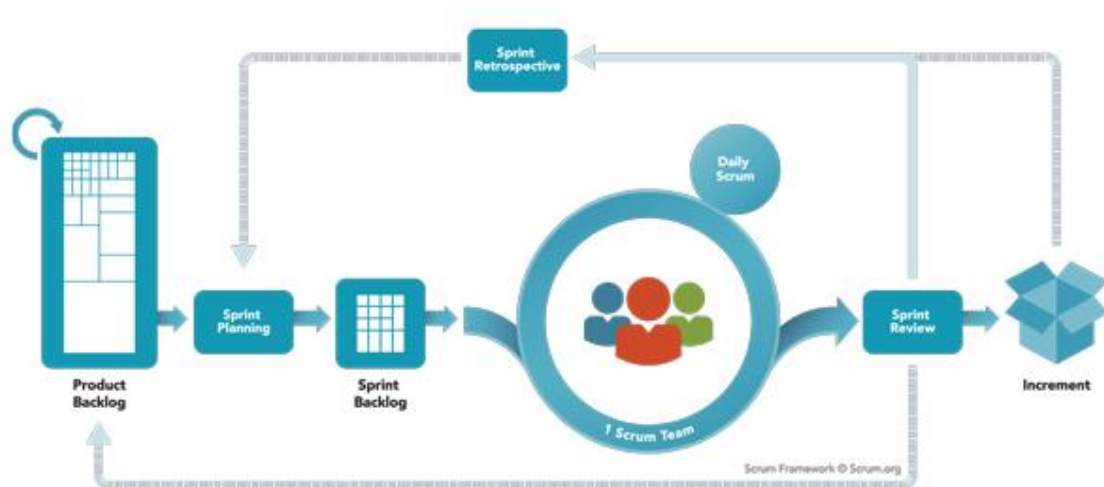 Sprint
Retrospective
Daily
Scrum
Sprint
Planning
Sprint
Review
Product
Backlog
Sprint
Backlog
1 Scrum Team
Increment
Scrum Framework © Scrum.org